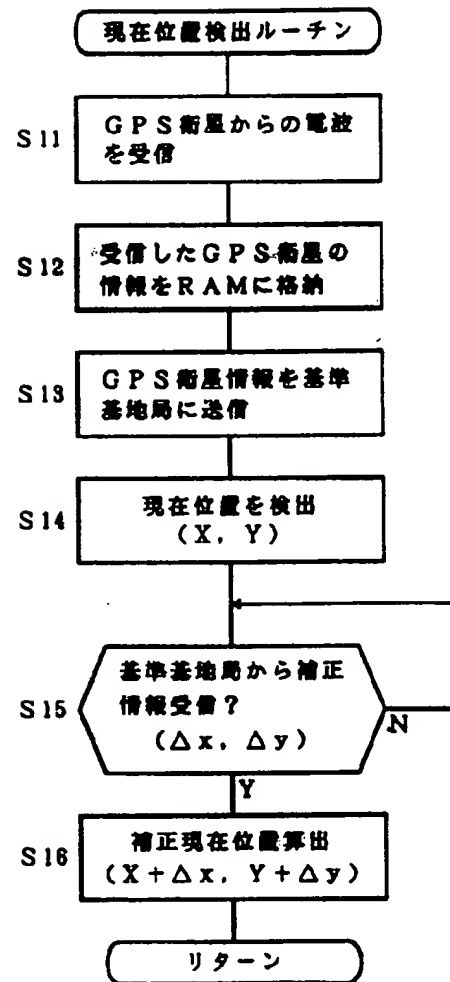 現在位置検出ルーチン
S11
GPS衛星からの電波
を受信
S12
受信したGPS衛星の
情報をRAMに格納
S13
GPS衛星情報を基準
基地局に送信
S14
現在位置を検出
(X, Y)
S15
基準基地局から補正
情報受信?
(△x, △y)
N
Y
S16
補正現在位置算出
(X+△x, Y+△y)
リターン